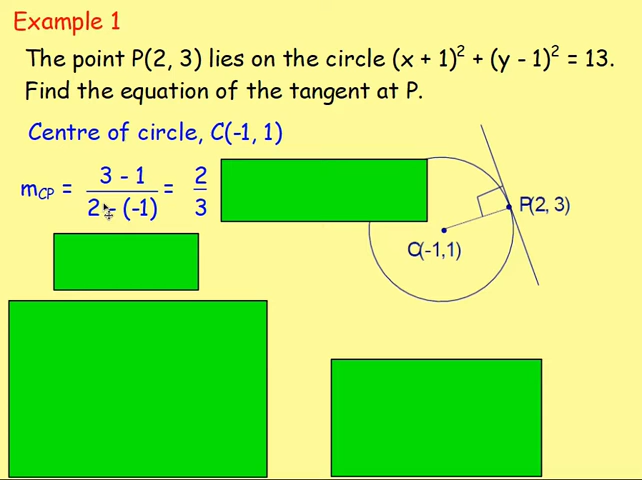 Example 1
The point P(2, 3) lies on the circle (x + 1)² + (y - 1)² = 13.
Find the equation of the tangent at P.
Centre of circle, C(-1, 1)
mCP = 3 - 1 / 2 - (-1) = 2 / 3
P(2, 3)
C(-1,1)